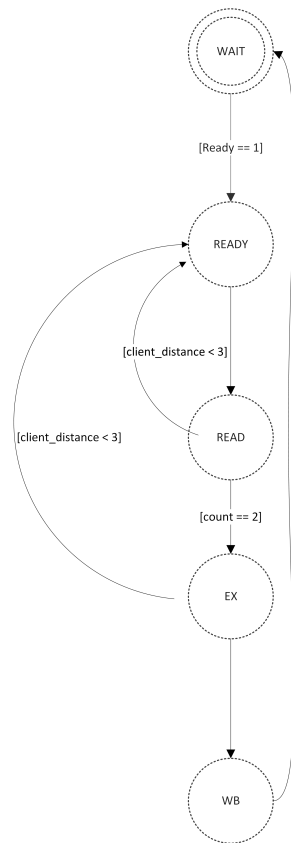 WAIT
[Ready == 1]
READY
[client_distance < 3]
[client_distance < 3]
READ
[count == 2]
EX
WB